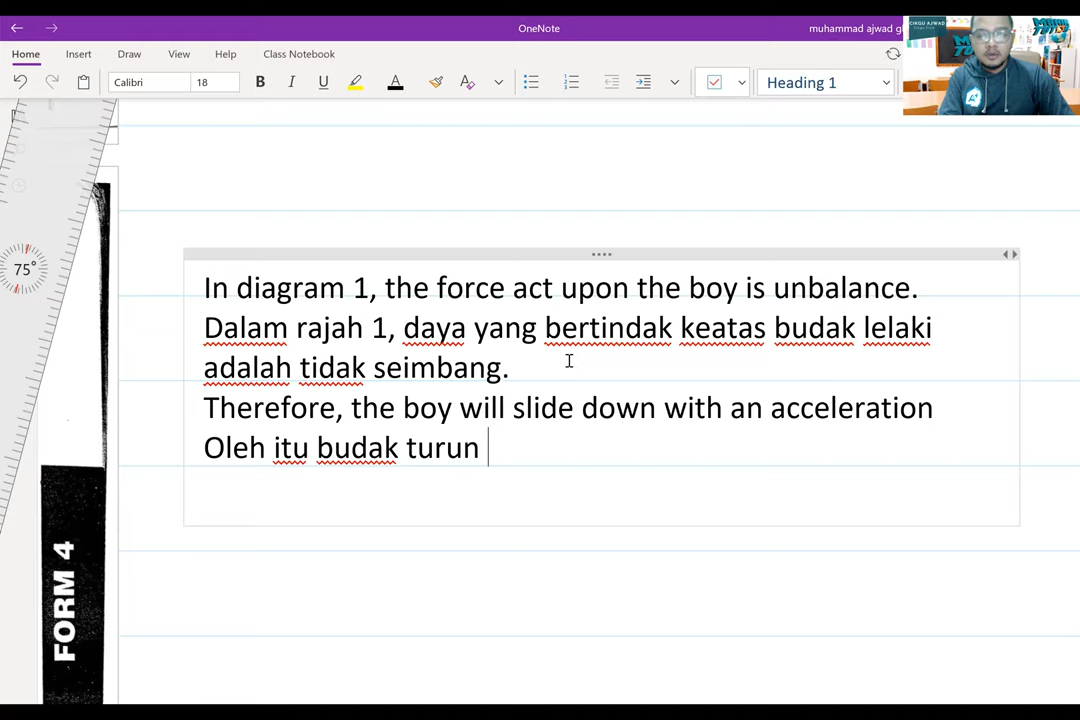 OneNote
muhammad ajwad
CIKGU AJWAD
Home Insert Draw View Help Class Notebook
Calibri 18 B I U A Heading 1
75°
In diagram 1, the force act upon the boy is unbalance.
Dalam rajah 1, daya yang bertindak keatas budak lelaki
adalah tidak seimbang.
Therefore, the boy will slide down with an acceleration
Oleh itu budak turun
FORM 4